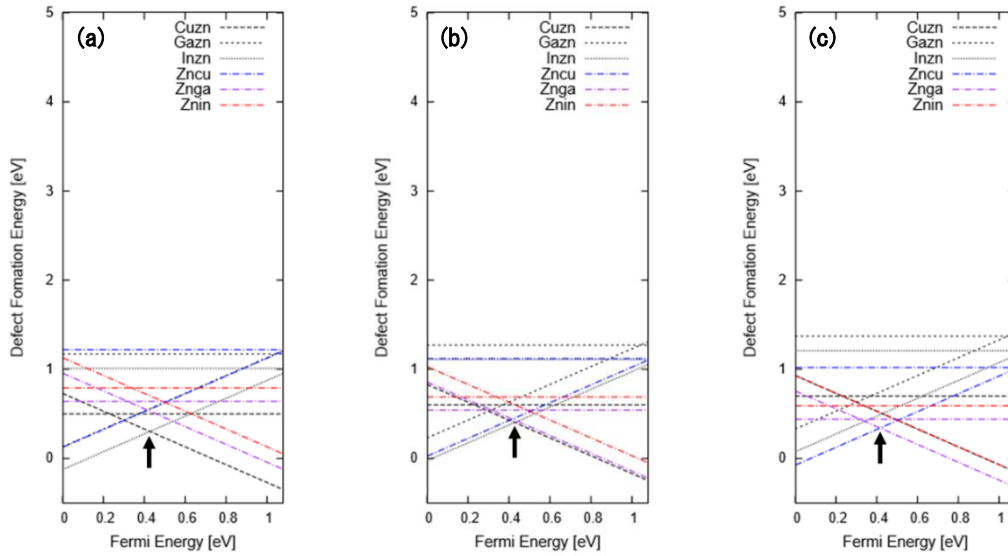 (a)
Cuzn
Gazn
Inzn
Zncu
Znga
Znin
5
4
3
2
1
0
Defect Fomation Energy [eV]
0 0.2 0.4 0.6 0.8 1
Fermi Energy [eV]
(b)
Cuzn
Gazn
Inzn
Zncu
Znga
Znin
5
4
3
2
1
0
Defect Fomation Energy [eV]
0 0.2 0.4 0.6 0.8 1
Fermi Energy [eV]
(c)
Cuzn
Gazn
Inzn
Zncu
Znga
Znin
5
4
3
2
1
0
Defect Fomation Energy [eV]
0 0.2 0.4 0.6 0.8 1
Fermi Energy [eV]